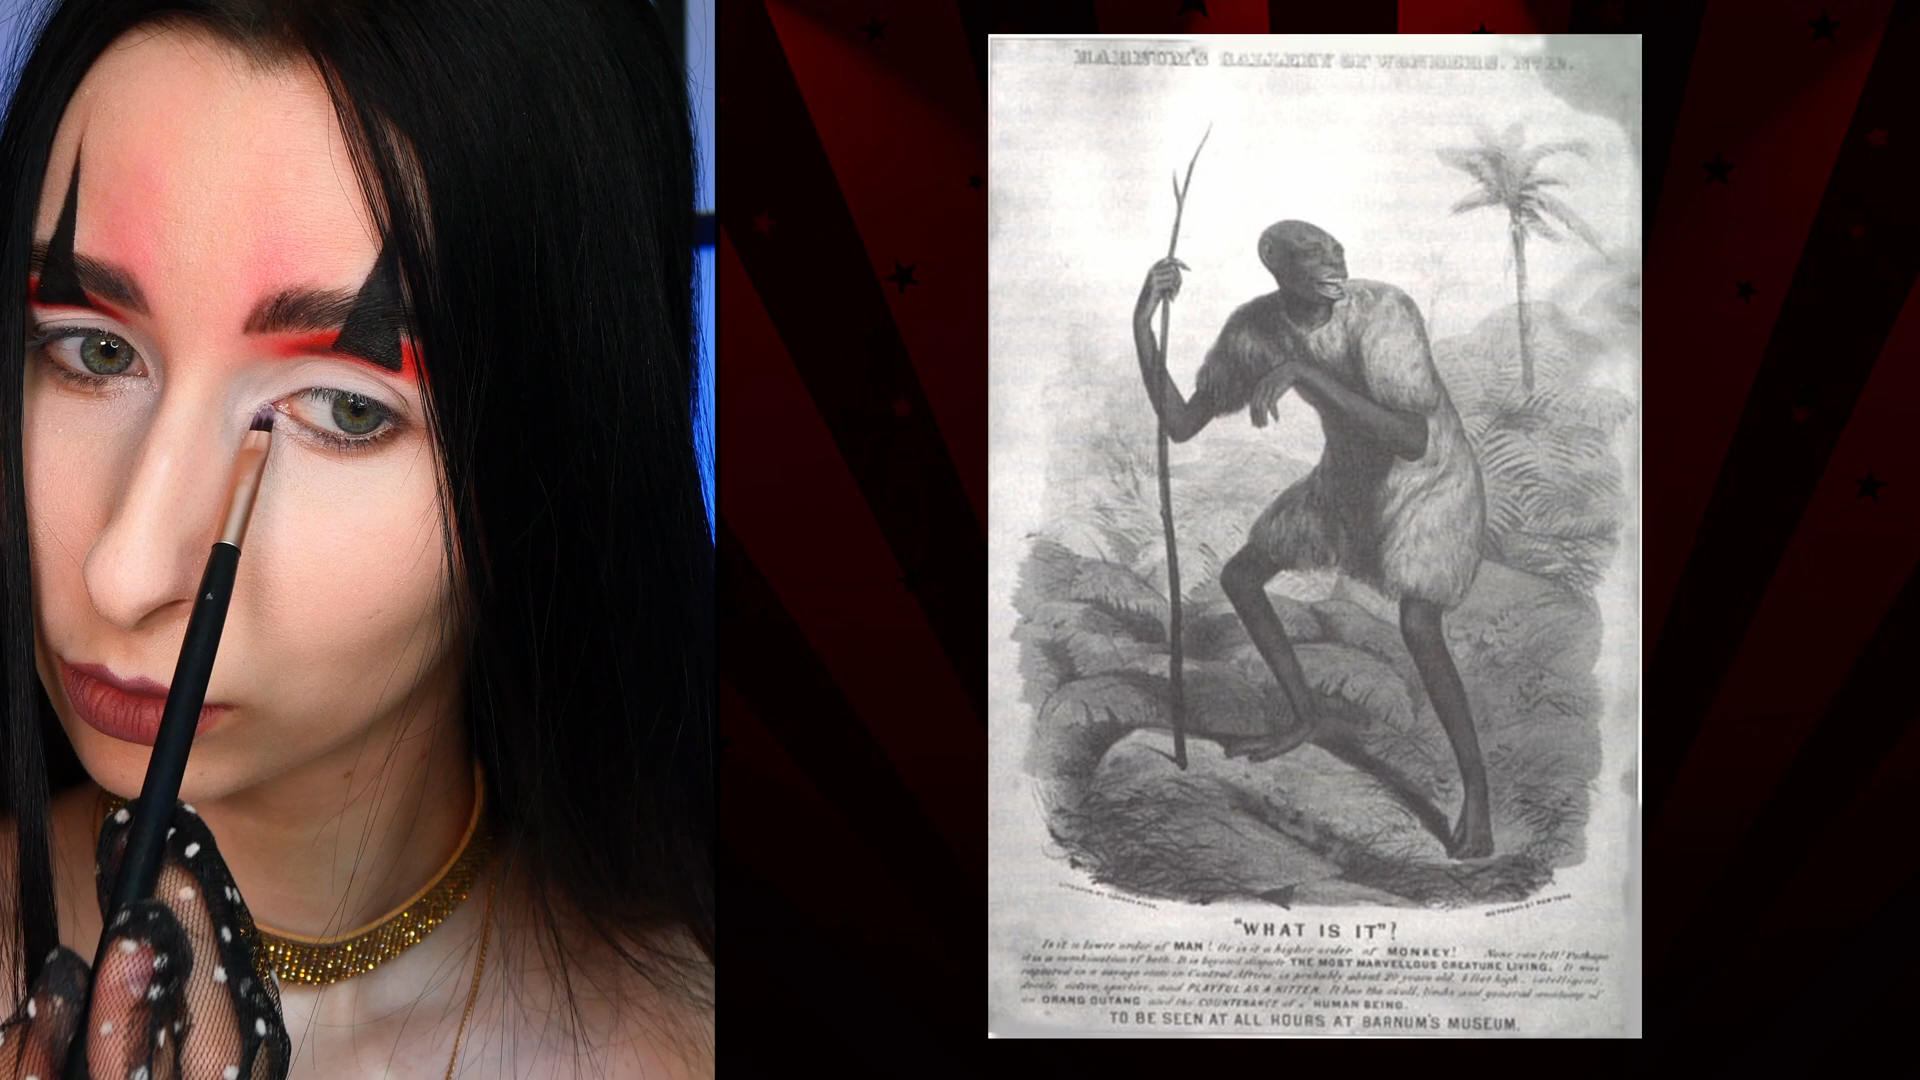 BARNUM'S GALLERY OF WONDERS.
"WHAT IS IT"?
Is it a lower order of MAN! Or is it a higher order of MONKEY! None can tell! Perhaps
it is a combination of both. It is beyond dispute THE MOST MARVELLOUS CREATURE LIVING. It was
captured in a savage state in Central Africa, is probably about 20 years old, 4 feet high, intelligent,
docile, active, sportive, and PLAYFUL AS A KITTEN. It has the skull, limbs and general anatomy of
an ORANG OUTANG and the COUNTENANCE of a HUMAN BEING.
TO BE SEEN AT ALL HOURS AT BARNUM'S MUSEUM.